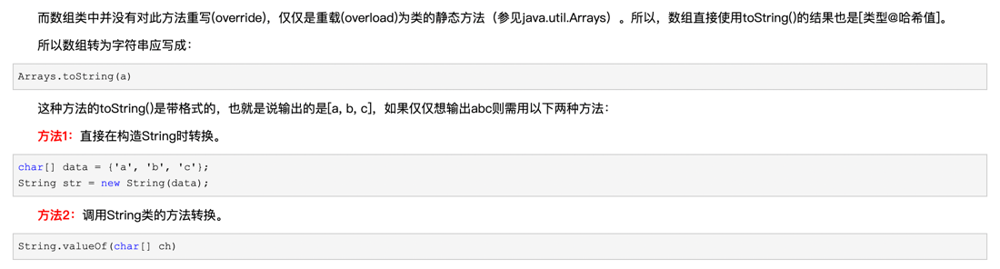 而数组类中并没有对此方法重写(override)，仅仅是重载(overload)为类的静态方法（参见java.util.Arrays）。所以，数组直接使用toString()的结果也是[类型@哈希值]。
所以数组转为字符串应写成：
Arrays.toString(a)
这种方法的toString()是带格式的，也就是说输出的是[a, b, c]，如果仅仅想输出abc则需用以下两种方法：
方法1：直接在构造String时转换。
char[] data = {'a', 'b', 'c'};
String str = new String(data);
方法2：调用String类的方法转换。
String.valueOf(char[] ch)